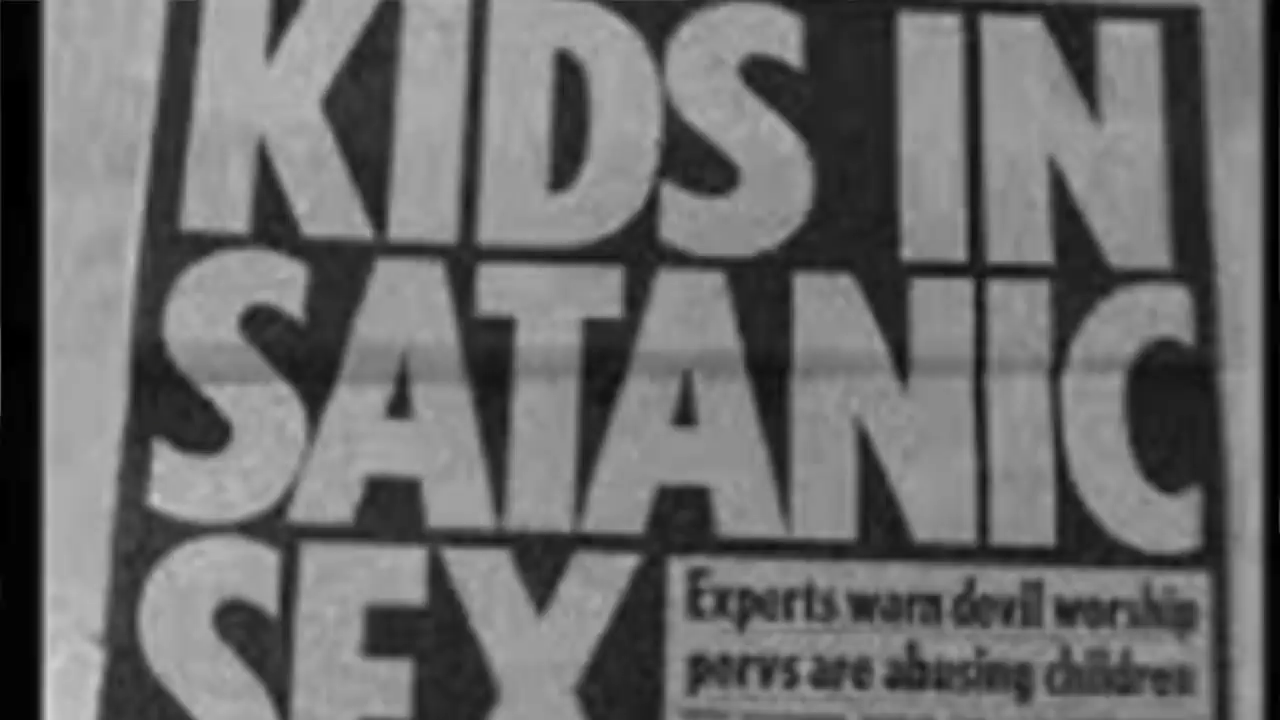 KIDS IN
SATANIC
SEX
Experts warn devil worship
pervs are abusing children